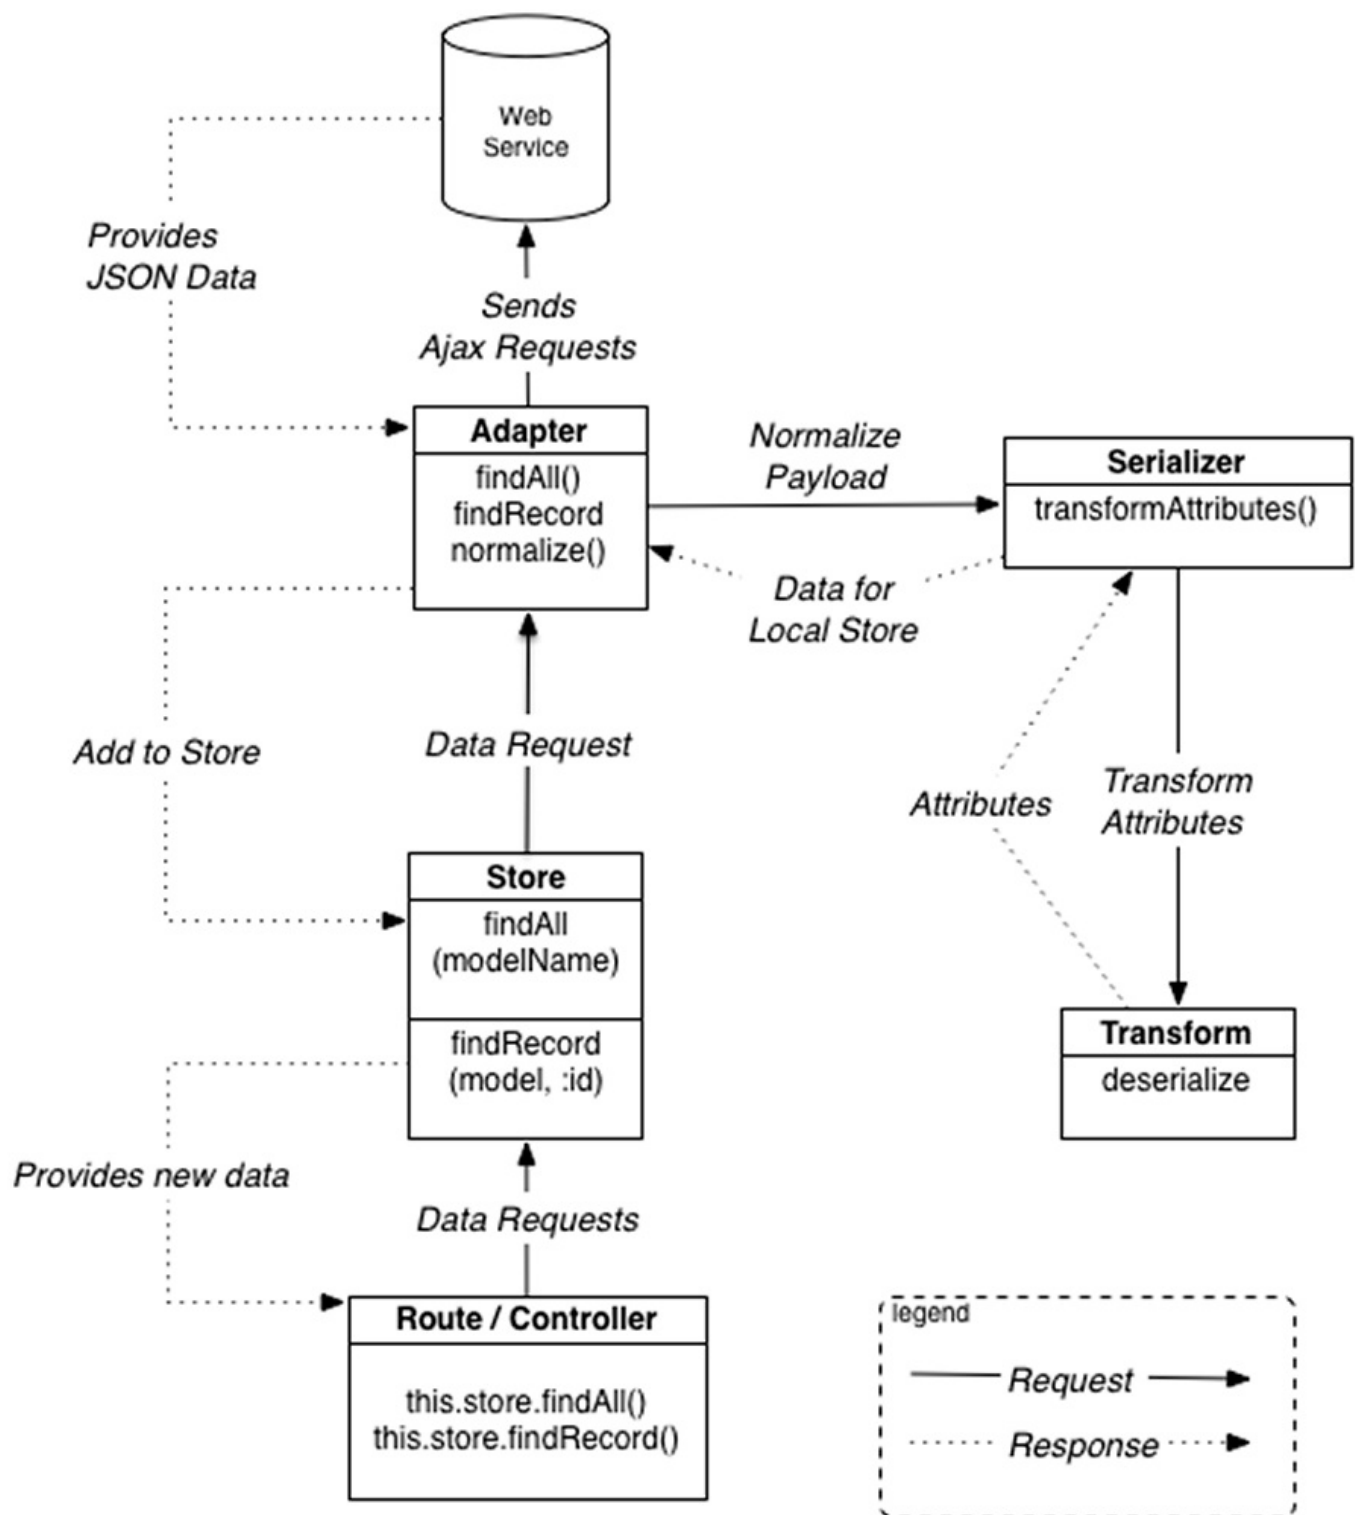 Web
Service
Provides
JSON Data
Sends
Ajax Requests
Adapter
findAll()
findRecord
normalize()
Normalize
Payload
Serializer
transformAttributes()
Data for
Local Store
Add to Store
Data Request
Attributes
Transform
Attributes
Store
findAll
(modelName)
findRecord
(model, :id)
Transform
deserialize
Provides new data
Data Requests
Route / Controller
this.store.findAll()
this.store.findRecord()
legend
Request
Response